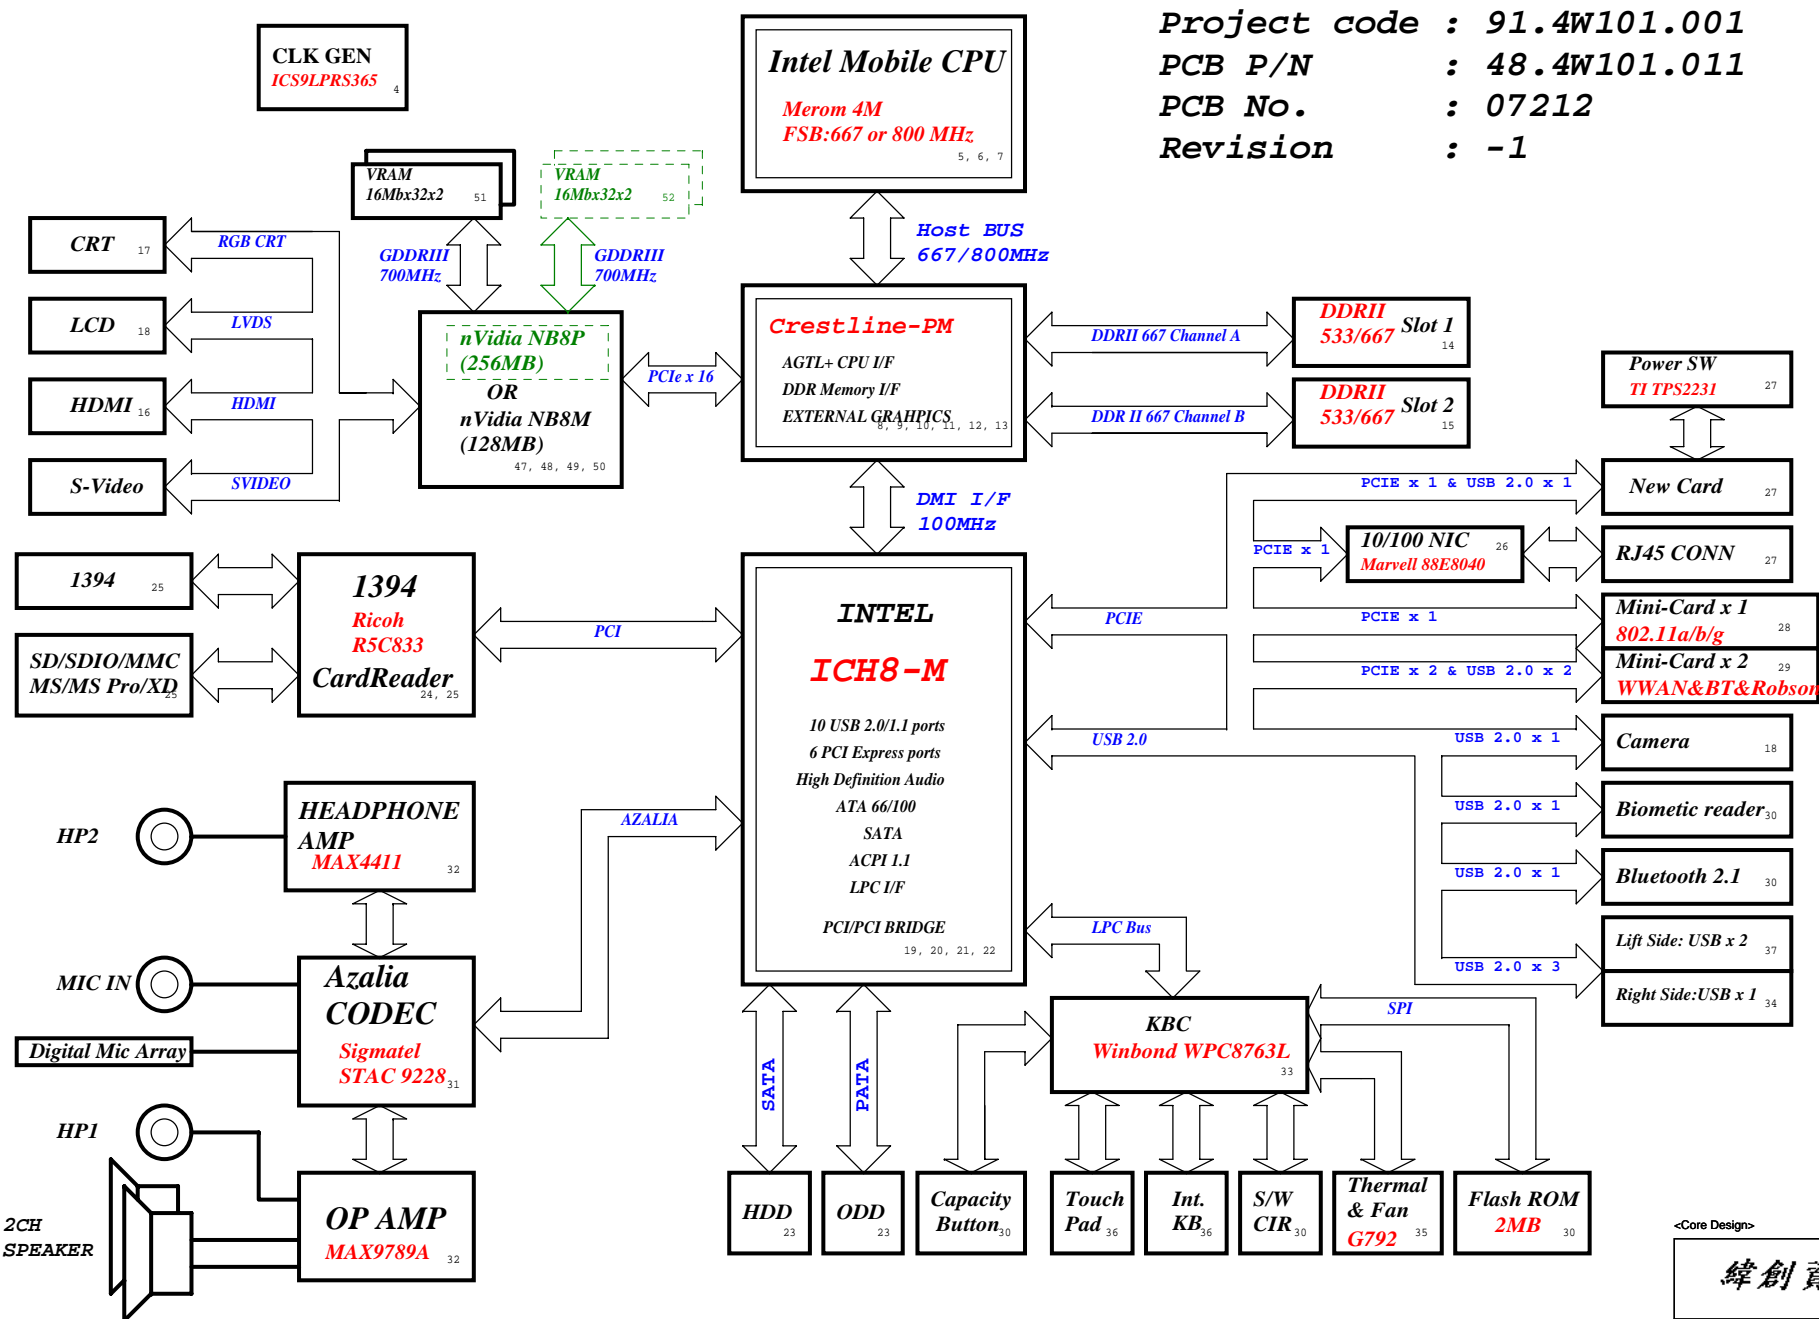 Project code : 91.4W101.001
PCB P/N : 48.4W101.011
PCB No. : 07212
Revision : -1
CLK GEN
ICS9LPRS365
4
Intel Mobile CPU
Merom 4M
FSB:667 or 800 MHz
5, 6, 7
VRAM
16Mbx32x2
51
VRAM
16Mbx32x2
52
GDDRIII
700MHz
GDDRIII
700MHz
Host BUS
667/800MHz
CRT
17
RGB CRT
LCD
18
LVDS
HDMI
16
HDMI
S-Video
SVIDEO
nVidia NB8P
(256MB)
OR
nVidia NB8M
(128MB)
47, 48, 49, 50
PCIe x 16
Crestline-PM
AGTL+ CPU I/F
DDR Memory I/F
EXTERNAL GRAHPICS
8, 9, 10, 11, 12, 13
DDRII 667 Channel A
DDRII
533/667
Slot 1
14
DDR II 667 Channel B
DDRII
533/667
Slot 2
15
Power SW
TI TPS2231
27
DMI I/F
100MHz
PCIE x 1 & USB 2.0 x 1
New Card
27
PCIE x 1
10/100 NIC
Marvell 88E8040
26
RJ45 CONN
27
1394
25
SD/SDIO/MMC
MS/MS Pro/XD
25
1394
Ricoh
R5C833
CardReader
24, 25
PCI
INTEL
ICH8-M
10 USB 2.0/1.1 ports
6 PCI Express ports
High Definition Audio
ATA 66/100
SATA
ACPI 1.1
LPC I/F
PCI/PCI BRIDGE
19, 20, 21, 22
PCIE
PCIE x 1
Mini-Card x 1
802.11a/b/g
28
PCIE x 2 & USB 2.0 x 2
Mini-Card x 2
WWAN&BT&Robson
29
USB 2.0
USB 2.0 x 1
Camera
18
USB 2.0 x 1
Biometic reader
30
USB 2.0 x 1
Bluetooth 2.1
30
USB 2.0 x 3
Lift Side: USB x 2
37
Right Side:USB x 1
34
HP2
HEADPHONE
AMP
MAX4411
32
AZALIA
MIC IN
Digital Mic Array
Azalia
CODEC
Sigmatel
STAC 9228
31
HP1
2CH
SPEAKER
OP AMP
MAX9789A
32
LPC Bus
KBC
Winbond WPC8763L
33
SPI
SATA
PATA
HDD
23
ODD
23
Capacity
Button
30
Touch
Pad
36
Int.
KB
36
S/W
CIR
30
Thermal
& Fan
G792
35
Flash ROM
2MB
30
<Core Design>
緯創